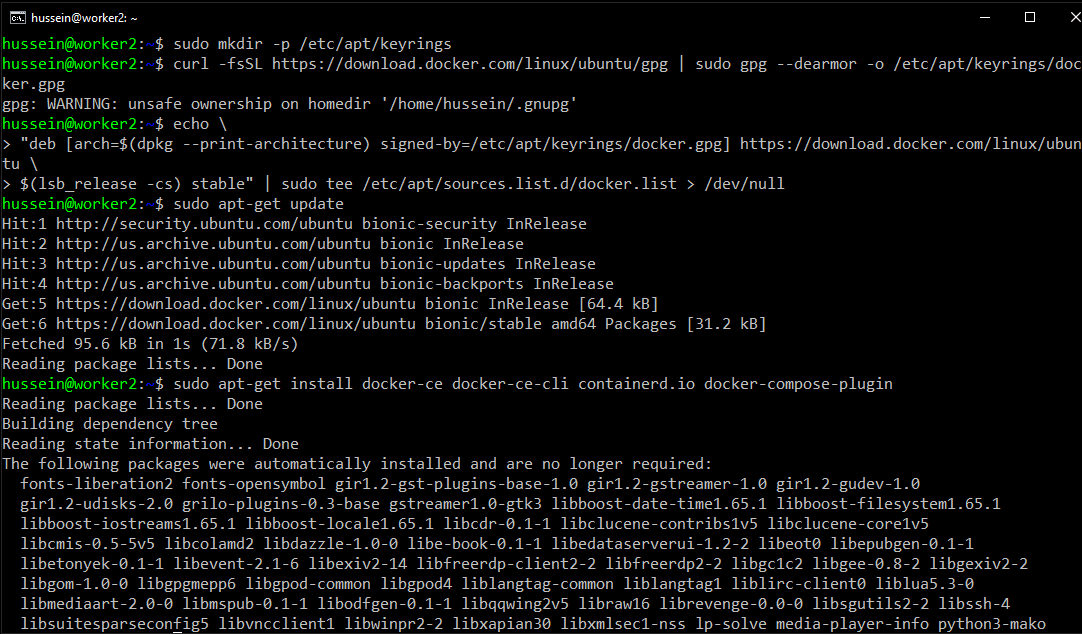 hussein@worker2: ~
hussein@worker2:~$ sudo mkdir -p /etc/apt/keyrings
hussein@worker2:~$ curl -fsSL https://download.docker.com/linux/ubuntu/gpg | sudo gpg --dearmor -o /etc/apt/keyrings/doc
ker.gpg
gpg: WARNING: unsafe ownership on homedir '/home/hussein/.gnupg'
hussein@worker2:~$ echo \
> "deb [arch=$(dpkg --print-architecture) signed-by=/etc/apt/keyrings/docker.gpg] https://download.docker.com/linux/ubun
tu \
> $(lsb_release -cs) stable" | sudo tee /etc/apt/sources.list.d/docker.list > /dev/null
hussein@worker2:~$ sudo apt-get update
Hit:1 http://security.ubuntu.com/ubuntu bionic-security InRelease
Hit:2 http://us.archive.ubuntu.com/ubuntu bionic InRelease
Hit:3 http://us.archive.ubuntu.com/ubuntu bionic-updates InRelease
Hit:4 http://us.archive.ubuntu.com/ubuntu bionic-backports InRelease
Get:5 https://download.docker.com/linux/ubuntu bionic InRelease [64.4 kB]
Get:6 https://download.docker.com/linux/ubuntu bionic/stable amd64 Packages [31.2 kB]
Fetched 95.6 kB in 1s (71.8 kB/s)
Reading package lists... Done
hussein@worker2:~$ sudo apt-get install docker-ce docker-ce-cli containerd.io docker-compose-plugin
Reading package lists... Done
Building dependency tree
Reading state information... Done
The following packages were automatically installed and are no longer required:
fonts-liberation2 fonts-opensymbol gir1.2-gst-plugins-base-1.0 gir1.2-gstreamer-1.0 gir1.2-gudev-1.0
gir1.2-udisks-2.0 grilo-plugins-0.3-base gstreamer1.0-gtk3 libboost-date-time1.65.1 libboost-filesystem1.65.1
libboost-iostreams1.65.1 libboost-locale1.65.1 libcdr-0.1-1 libclucene-contribs1v5 libclucene-core1v5
libcmis-0.5-5v5 libcolamd2 libdazzle-1.0-0 libe-book-0.1-1 libedataserverui-1.2-2 libeot0 libepubgen-0.1-1
libetonyek-0.1-1 libevent-2.1-6 libexiv2-14 libfreerdp-client2-2 libfreerdp2-2 libgc1c2 libgee-0.8-2 libgexiv2-2
libgom-1.0-0 libgpgmepp6 libgpod-common libgpod4 liblangtag-common liblangtag1 liblirc-client0 liblua5.3-0
libmediaart-2.0-0 libmspub-0.1-1 libodfgen-0.1-1 libqqwing2v5 libraw16 librevenge-0.0-0 libsgutils2-2 libssh-4
libsuitesparseconfig5 libvncclient1 libwinpr2-2 libxapian30 libxmlsec1-nss lp-solve media-player-info python3-mako